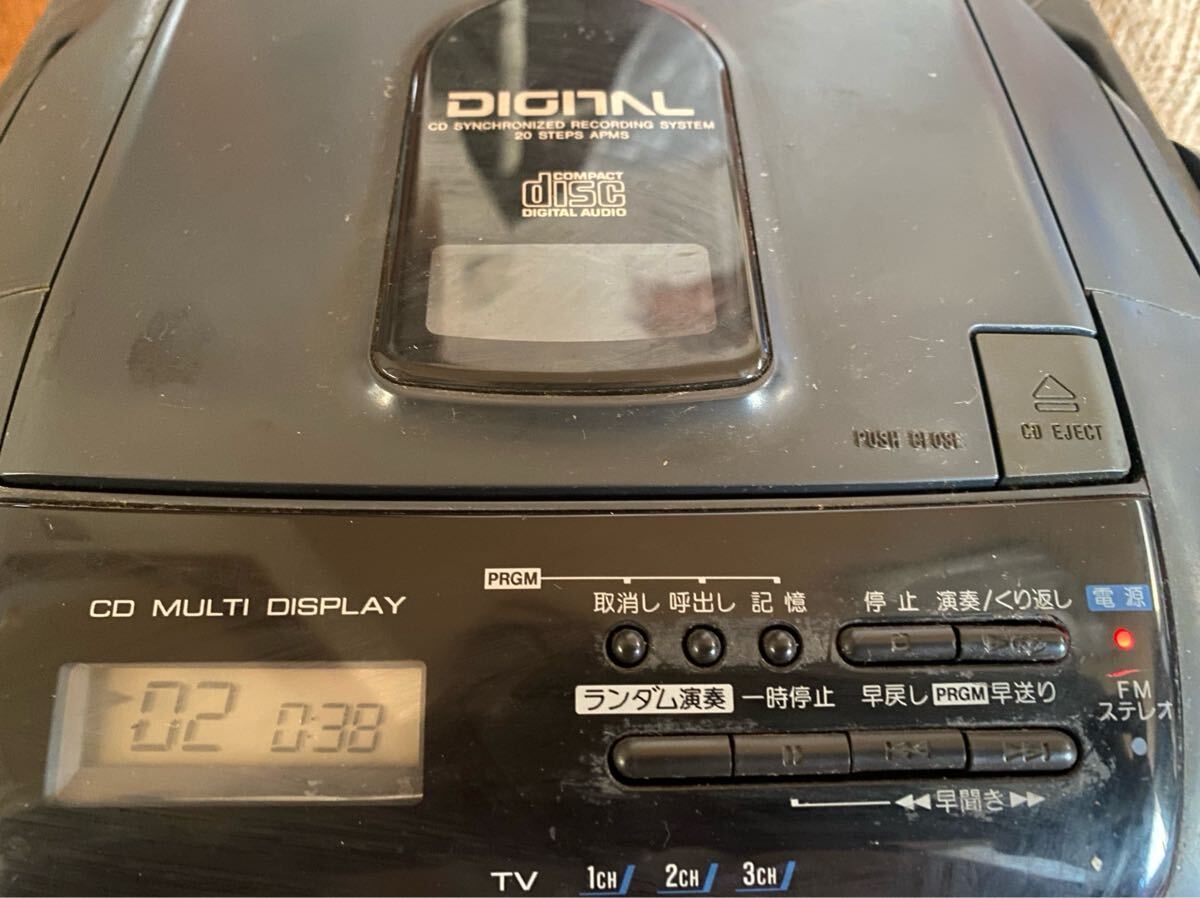 DIGITAL
CD SYNCHRONIZED RECORDING SYSTEM
20 STEPS APMS
COMPACT
disc
DIGITAL AUDIO
PUSH CLOSE
CD EJECT
PRGM
CD MULTI DISPLAY
取消し 呼出し 記憶 停止 演奏/くり返し 電源
02 0:38
ランダム演奏 一時停止 早戻し PRGM 早送り
FM
ステレオ
早聞き
TV 1CH 2CH 3CH